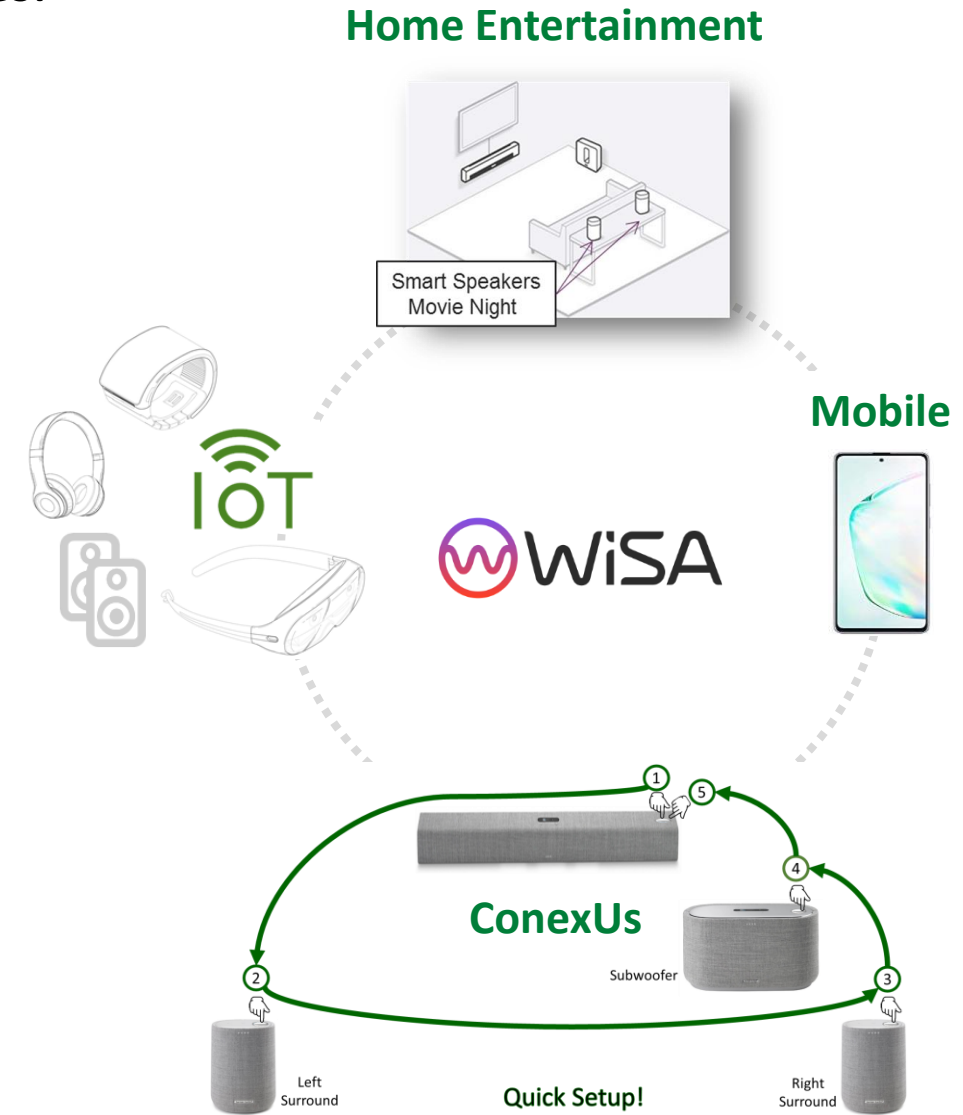 Home Entertainment
Smart Speakers
Movie Night
Mobile
IoT
WiSA
1
5
4
ConexUs
Subwoofer
2
3
Left
Surround
Quick Setup!
Right
Surround